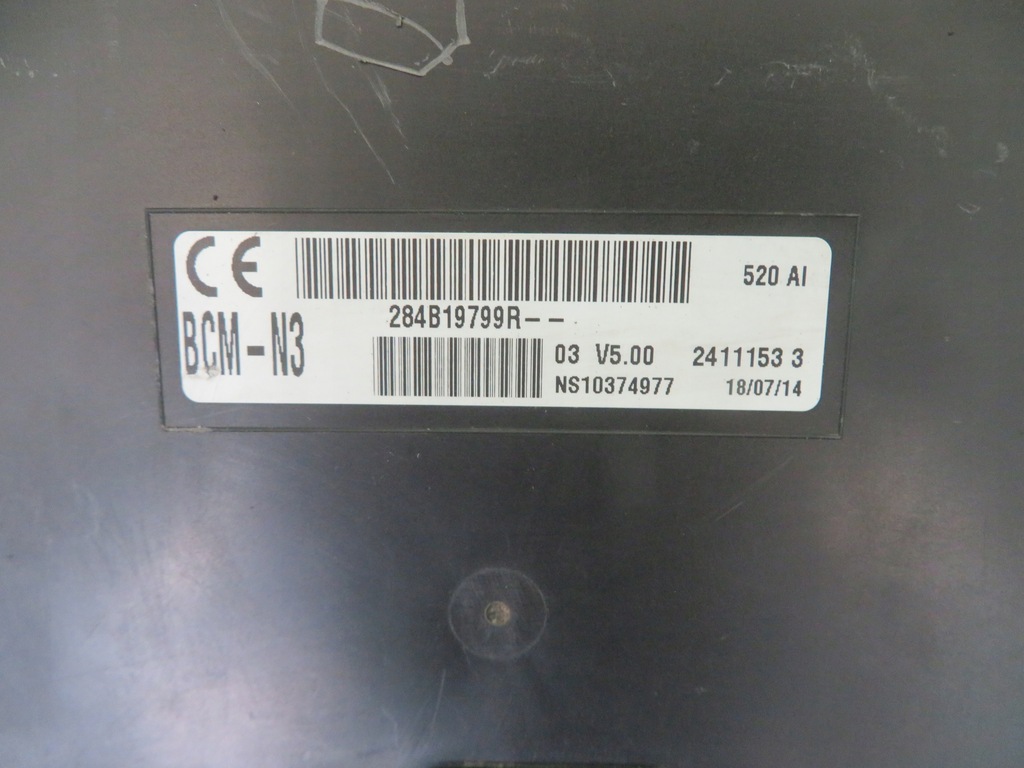 CE
520 AI
284B19799R--
BCM-N3
03 V5.00 2411153 3
NS10374977 18/07/14